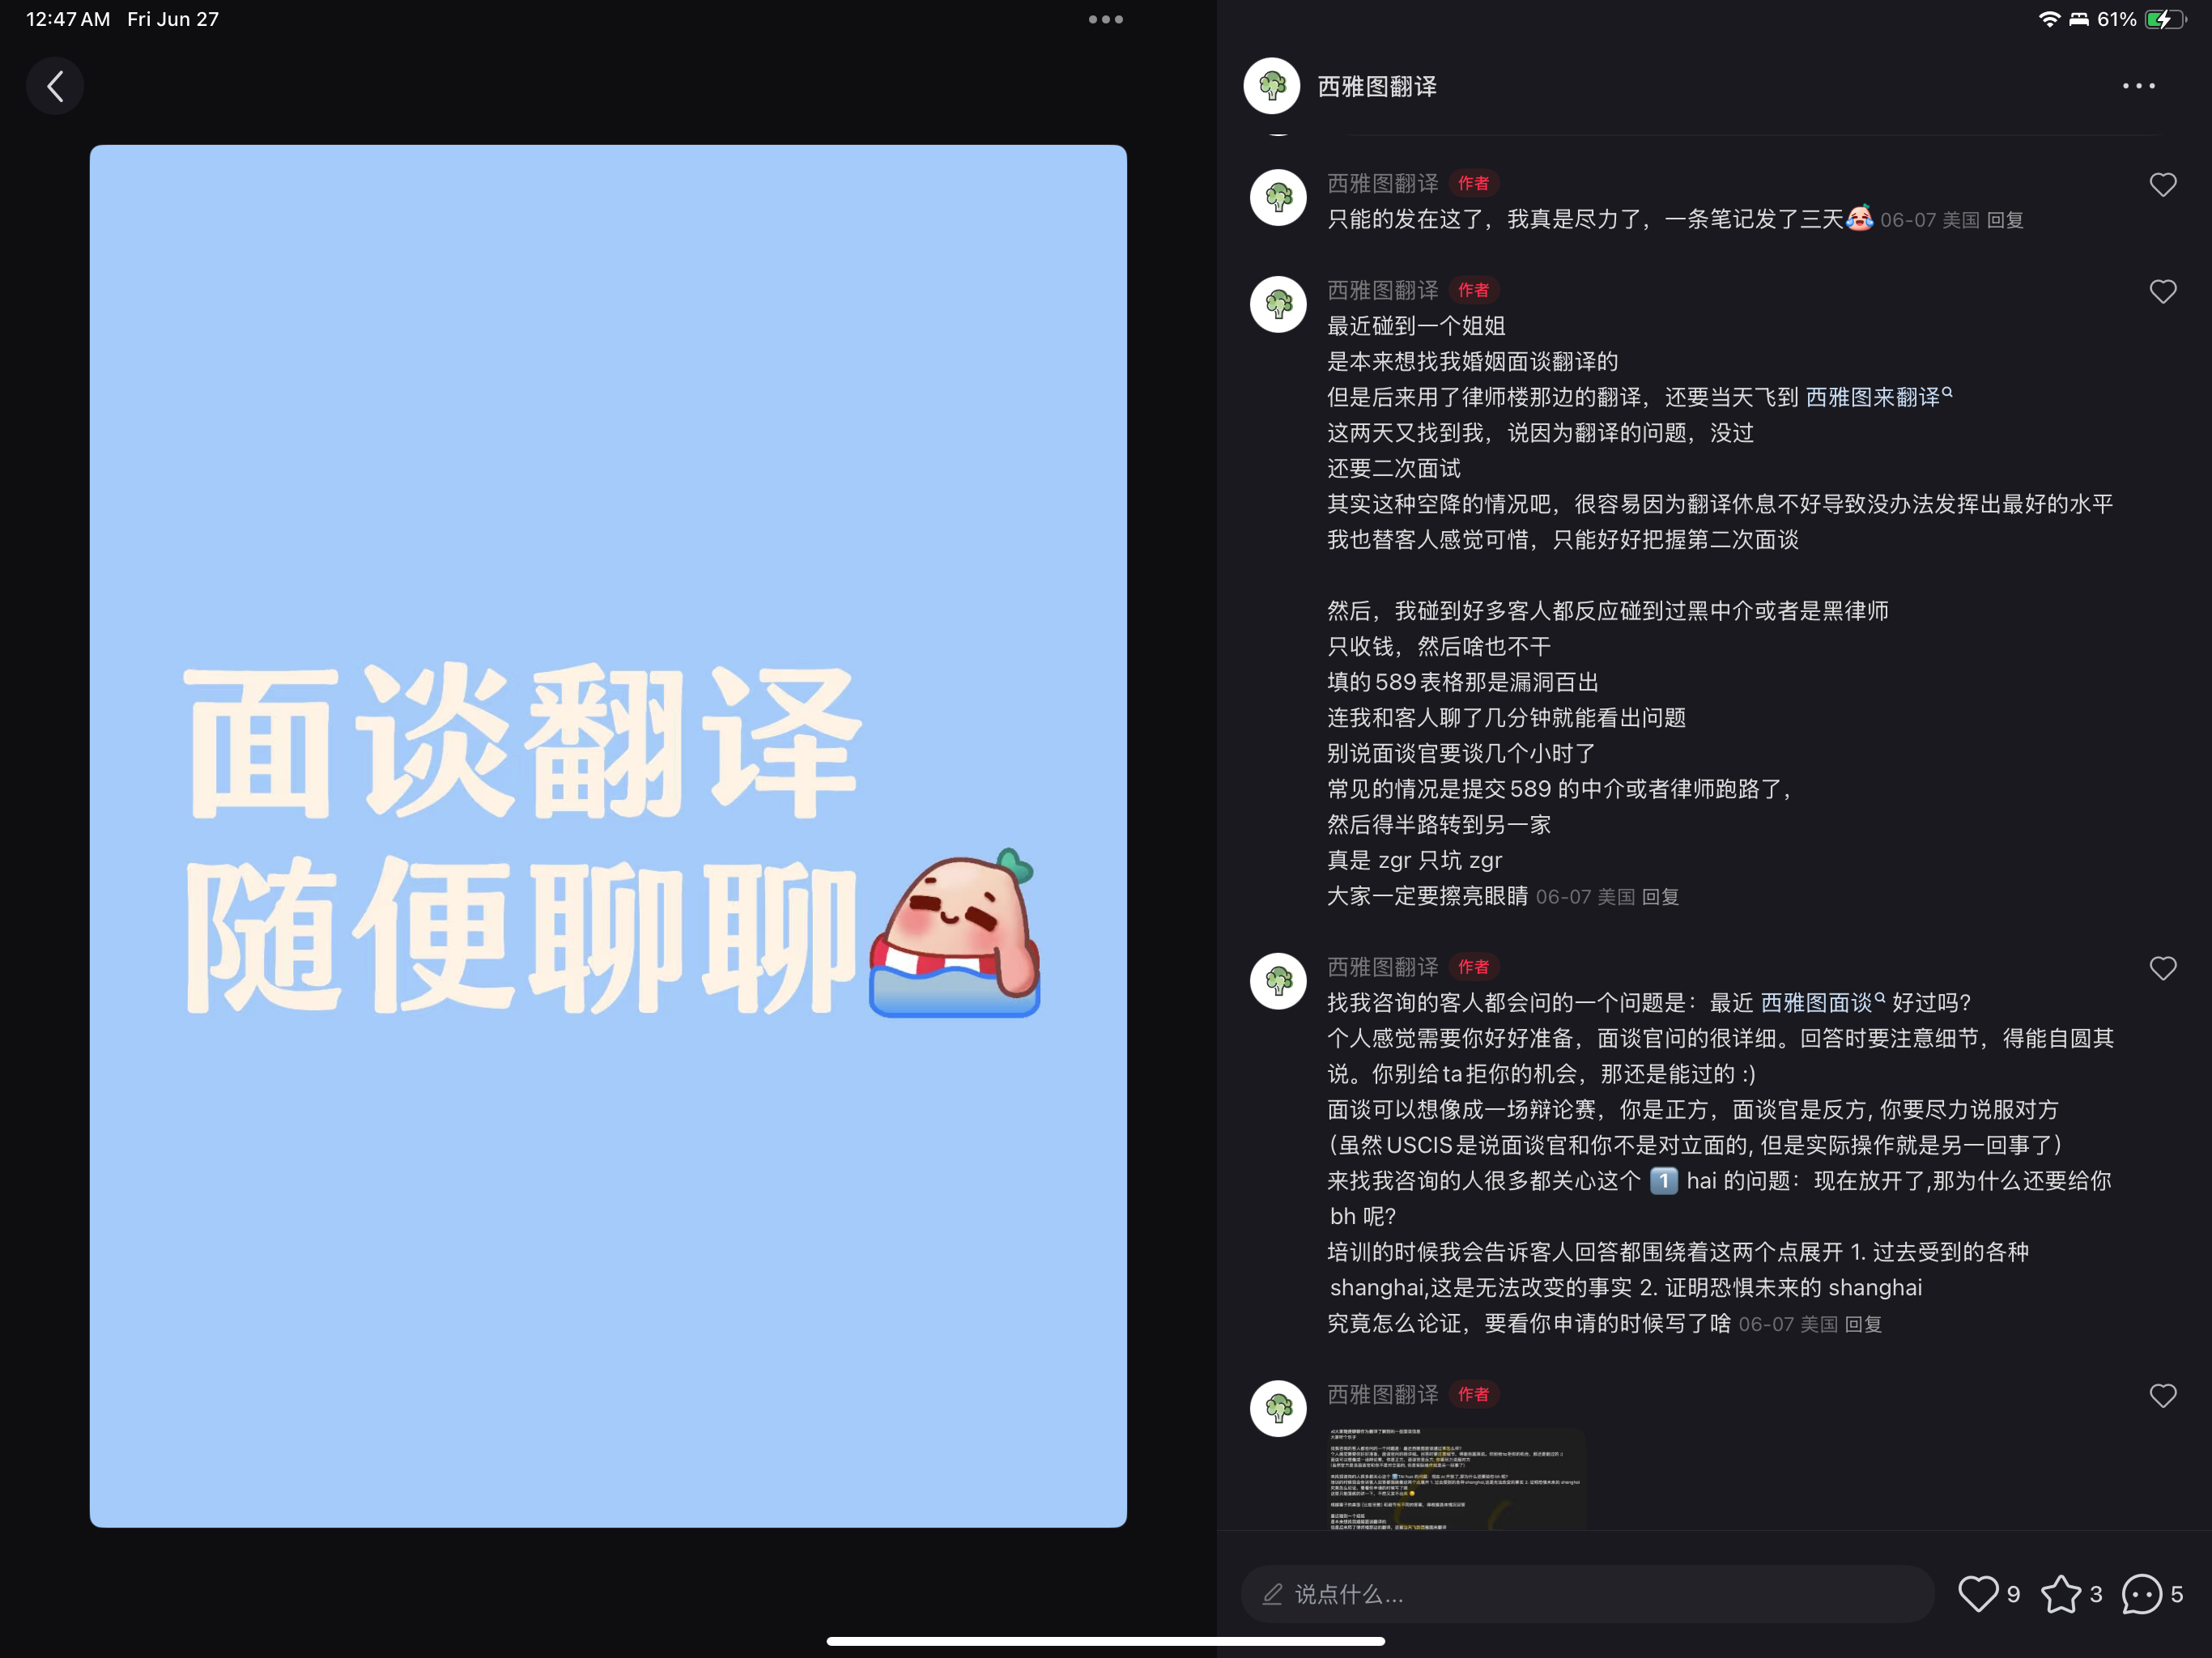 12:47 AM Fri Jun 27
61%
面谈翻译
随便聊聊
西雅图翻译
西雅图翻译 作者
只能的发在这了，我真是尽力了，一条笔记发了三天 06-07 美国 回复
西雅图翻译 作者
最近碰到一个姐姐
是本来想找我婚姻面谈翻译的
但是后来用了律师楼那边的翻译，还要当天飞到 西雅图来翻译
这两天又找到我，说因为翻译的问题，没过
还要二次面试
其实这种空降的情况吧，很容易因为翻译休息不好导致没办法发挥出最好的水平
我也替客人感觉可惜，只能好好把握第二次面谈
然后，我碰到好多客人都反应碰到过黑中介或者是黑律师
只收钱，然后啥也不干
填的589表格那是漏洞百出
连我和客人聊了几分钟就能看出问题
别说面谈官要谈几个小时了
常见的情况是提交589 的中介或者律师跑路了，
然后得半路转到另一家
真是 zgr 只坑 zgr
大家一定要擦亮眼睛 06-07 美国 回复
西雅图翻译 作者
找我咨询的客人都会问的一个问题是：最近 西雅图面谈 好过吗?
个人感觉需要你好好准备，面谈官问的很详细。回答时要注意细节，得能自圆其
说。你别给ta拒你的机会，那还是能过的 :)
面谈可以想像成一场辩论赛，你是正方，面谈官是反方, 你要尽力说服对方
(虽然USCIS是说面谈官和你不是对立面的, 但是实际操作就是另一回事了)
来找我咨询的人很多都关心这个 1️⃣ hai 的问题：现在放开了,那为什么还要给你
bh 呢?
培训的时候我会告诉客人回答都围绕着这两个点展开 1. 过去受到的各种
shanghai,这是无法改变的事实 2. 证明恐惧未来的 shanghai
究竟怎么论证，要看你申请的时候写了啥 06-07 美国 回复
西雅图翻译 作者
说点什么...
9
3
5